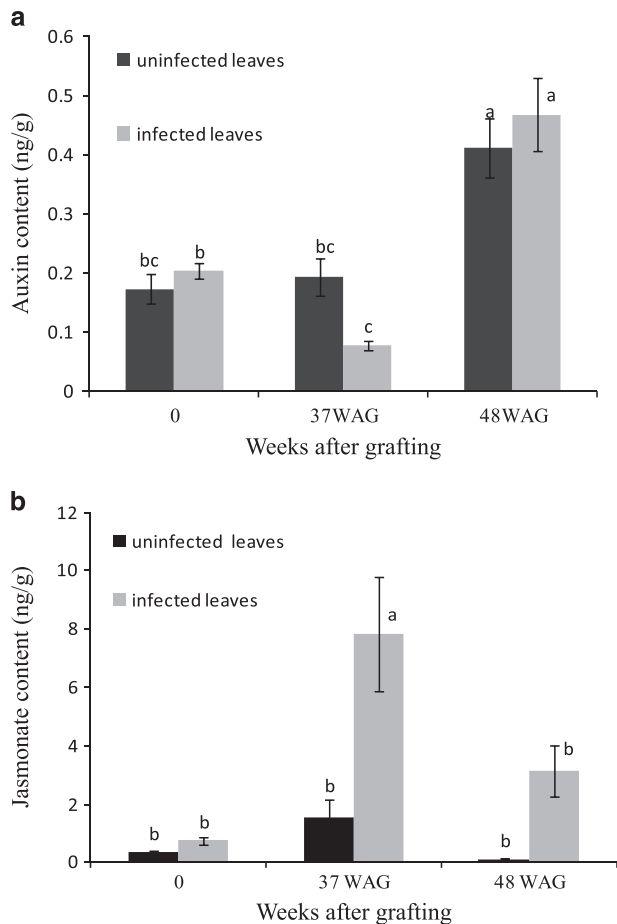 a
0.6
0.5
0.4
0.3
0.2
0.1
0
Auxin content (ng/g)
uninfected leaves
infected leaves
bc
b
bc
c
a
a
0
37WAG
48WAG
Weeks after grafting
b
12
10
8
6
4
2
0
Jasmonate content (ng/g)
uninfected leaves
infected leaves
b
b
b
a
b
b
0
37 WAG
48 WAG
Weeks after grafting